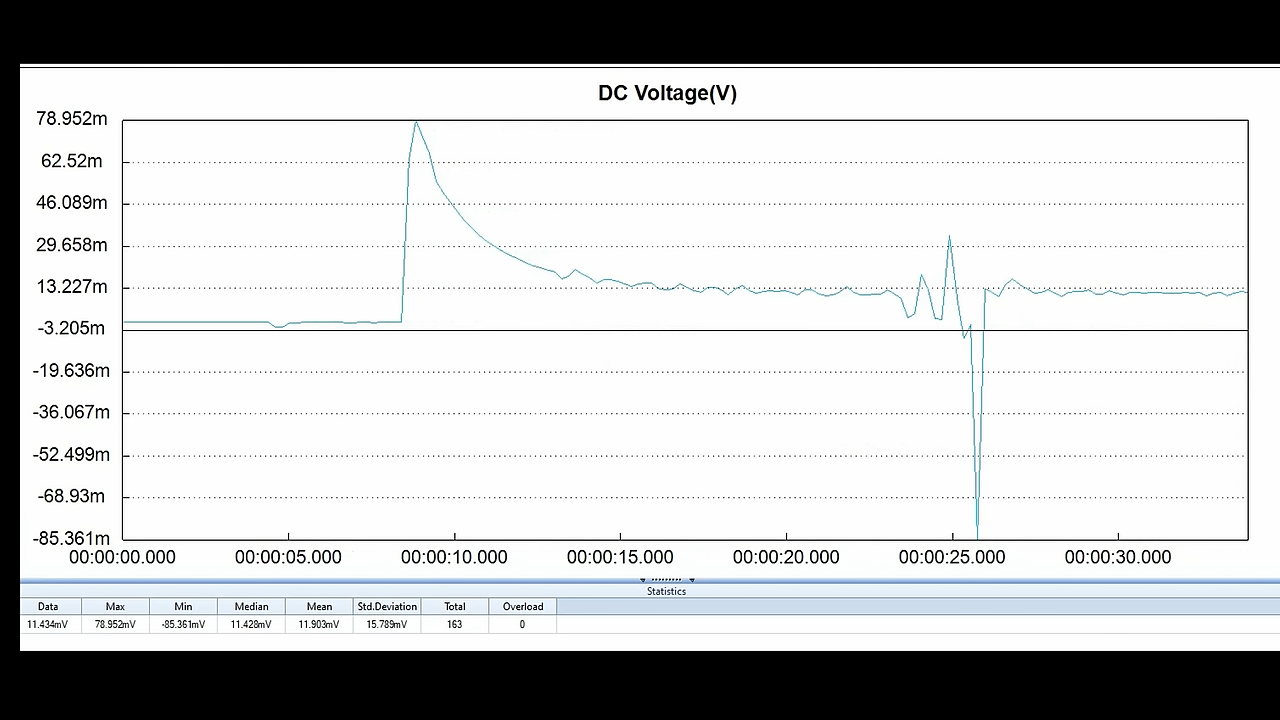 DC Voltage(V)
78.952m
62.52m
46.089m
29.658m
13.227m
-3.205m
-19.636m
-36.067m
-52.499m
-68.93m
-85.361m
00:00:00.000 00:00:05.000 00:00:10.000 00:00:15.000 00:00:20.000 00:00:25.000 00:00:30.000
Statistics
Data Max Min Median Mean Std.Deviation Total Overload
11.434mV 78.952mV -85.361mV 11.428mV 11.903mV 15.789mV 163 0